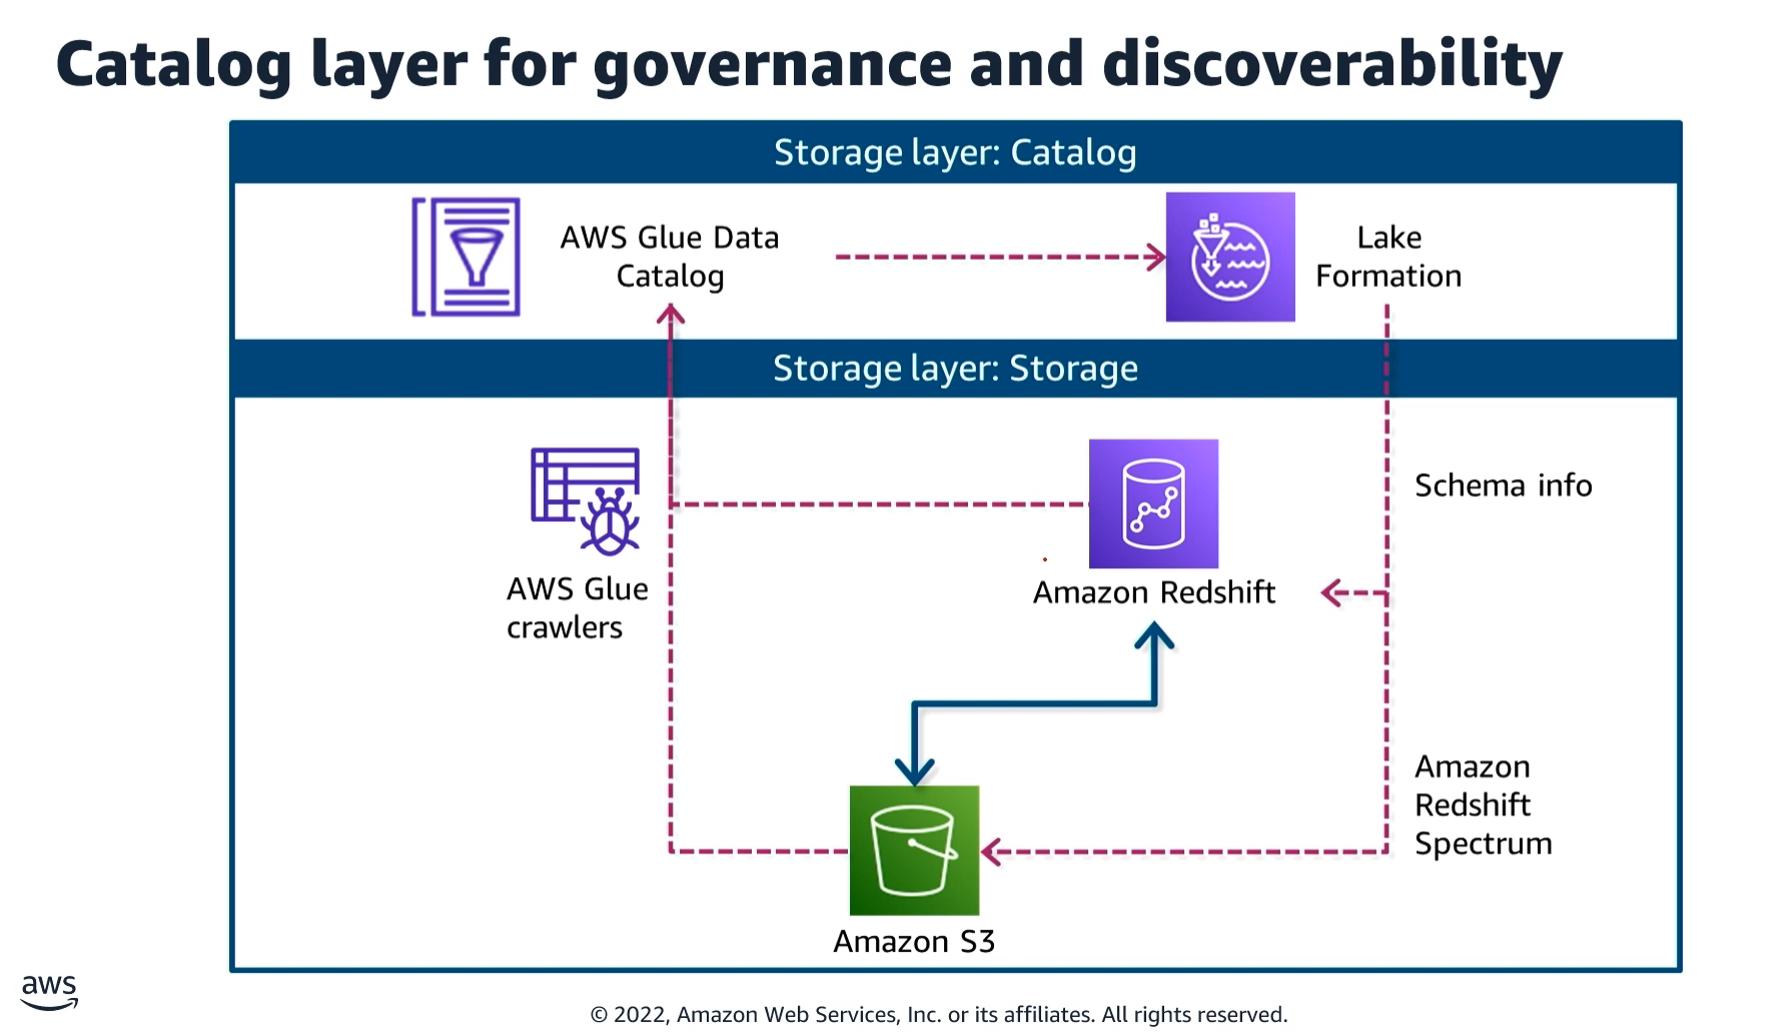 Catalog layer for governance and discoverability
Storage layer: Catalog
AWS Glue Data
Catalog
Lake
Formation
Storage layer: Storage
Schema info
AWS Glue
crawlers
Amazon Redshift
Amazon
Redshift
Spectrum
Amazon S3
aws
© 2022, Amazon Web Services, Inc. or its affiliates. All rights reserved.